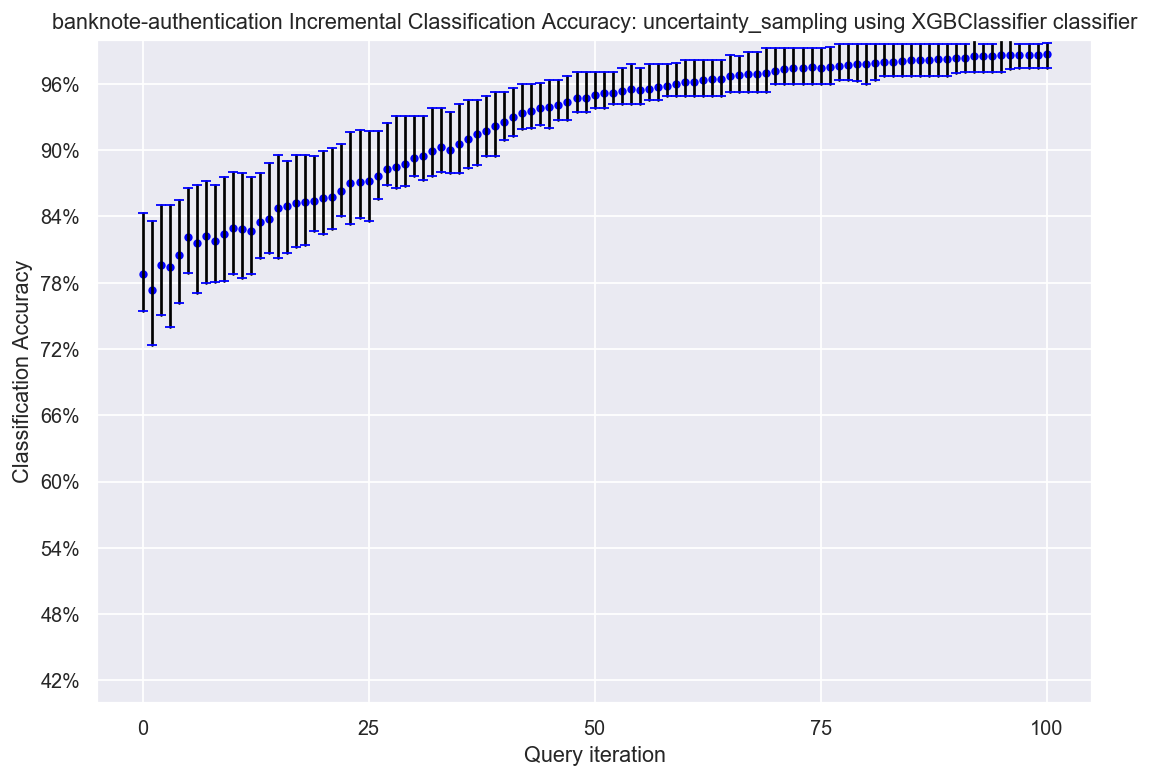 banknote-authentication Incremental Classification Accuracy: uncertainty_sampling using XGBClassifier classifier
96%
90%
84%
78%
72%
66%
60%
54%
48%
42%
Classification Accuracy
0 25 50 75 100
Query iteration